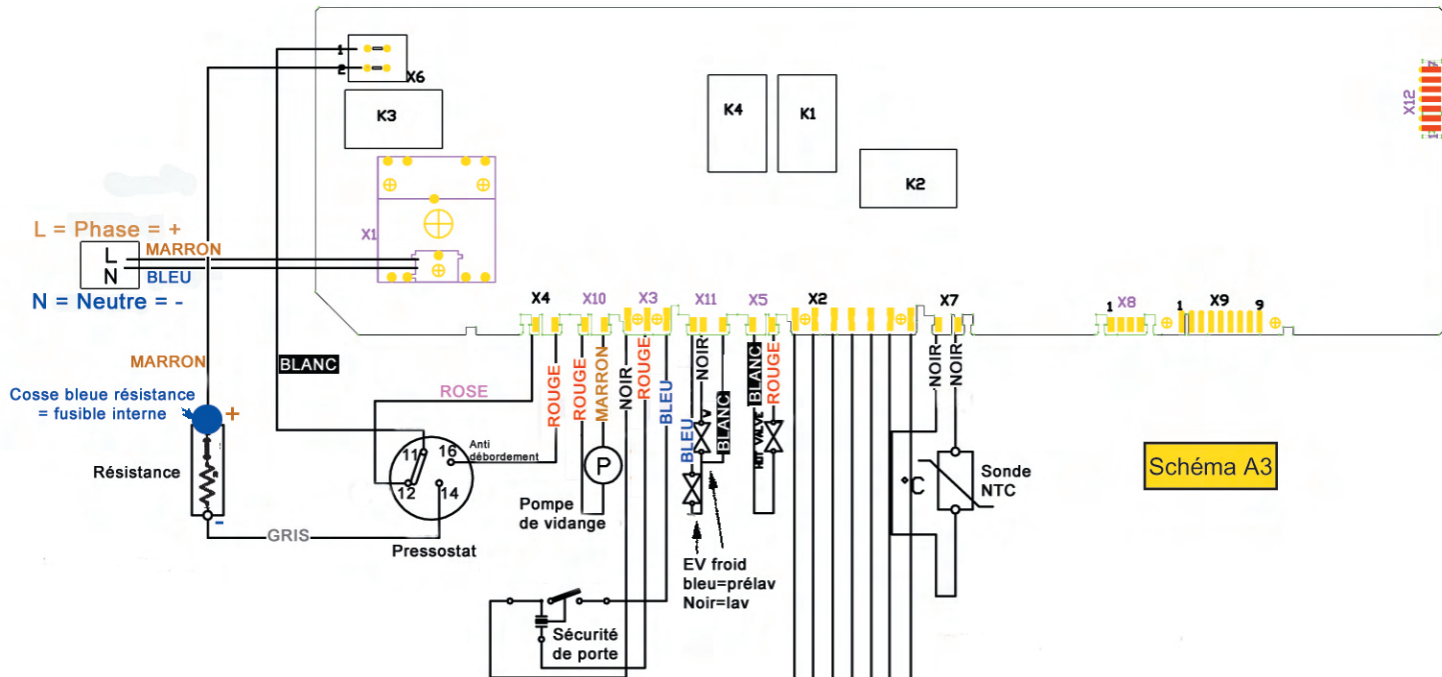 1
2
X6
K3
K4
K1
K2
X12
X1
L = Phase = +
L
N
MARRON
BLEU
N = Neutre = -
X4
X10
X3
X11
X5
X2
X7
1
X8
1
X9
9
MARRON
BLANC
ROSE
ROUGE
ROUGE
MARRON
NOIR
ROUGE
BLEU
BLEU
NOIR
BLANC
HOT VALVE
BLANC
ROUGE
NOIR
NOIR
Cosse bleue résistance
= fusible interne
+
Résistance
-
GRIS
11
16
12
14
Anti
débordement
Pressostat
P
Pompe
de vidange
EV froid
bleu=prélav
Noir=lav
°C
Sonde
NTC
Schéma A3
Sécurité
de porte